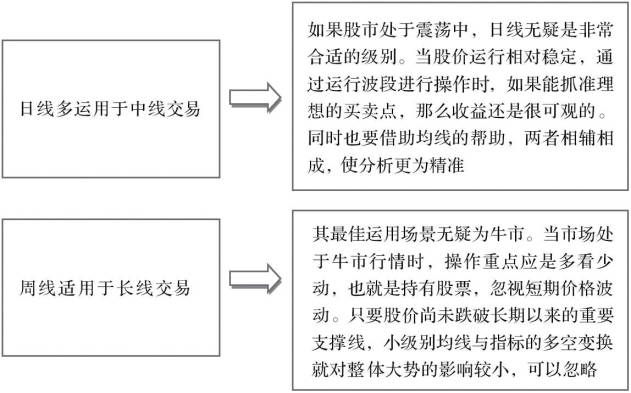 日线多运用于中线交易
如果股市处于震荡中，日线无疑是非常
合适的级别。当股价运行相对稳定，通
过运行波段进行操作时，如果能抓准理
想的买卖点，那么收益还是很可观的。
同时也要借助均线的帮助，两者相辅相
成，使分析更为精准
周线适用于长线交易
其最佳运用场景无疑为牛市。当市场处
于牛市行情时，操作重点应是多看少
动，也就是持有股票，忽视短期价格波
动。只要股价尚未跌破长期以来的重要
支撑线，小级别均线与指标的多空变换
就对整体大势的影响较小，可以忽略